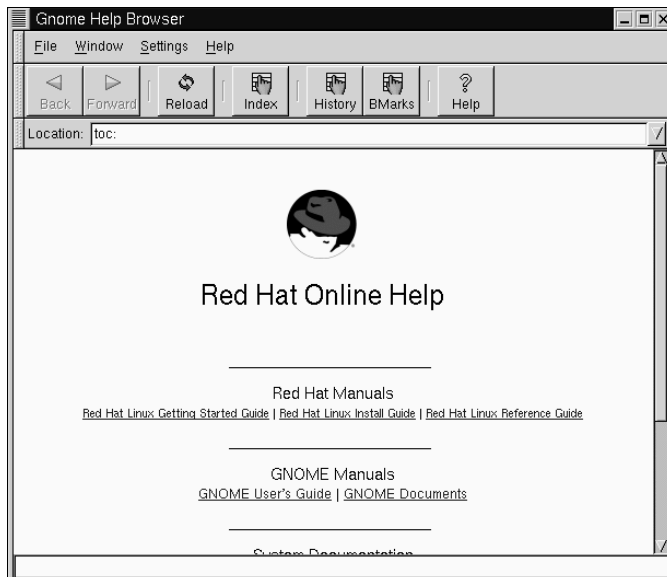 Gnome Help Browser
File Window Settings Help
Back Forward Reload Index History BMarks Help
Location: toc:
Red Hat Online Help
Red Hat Manuals
Red Hat Linux Getting Started Guide | Red Hat Linux Install Guide | Red Hat Linux Reference Guide
GNOME Manuals
GNOME User's Guide | GNOME Documents
System Documentation